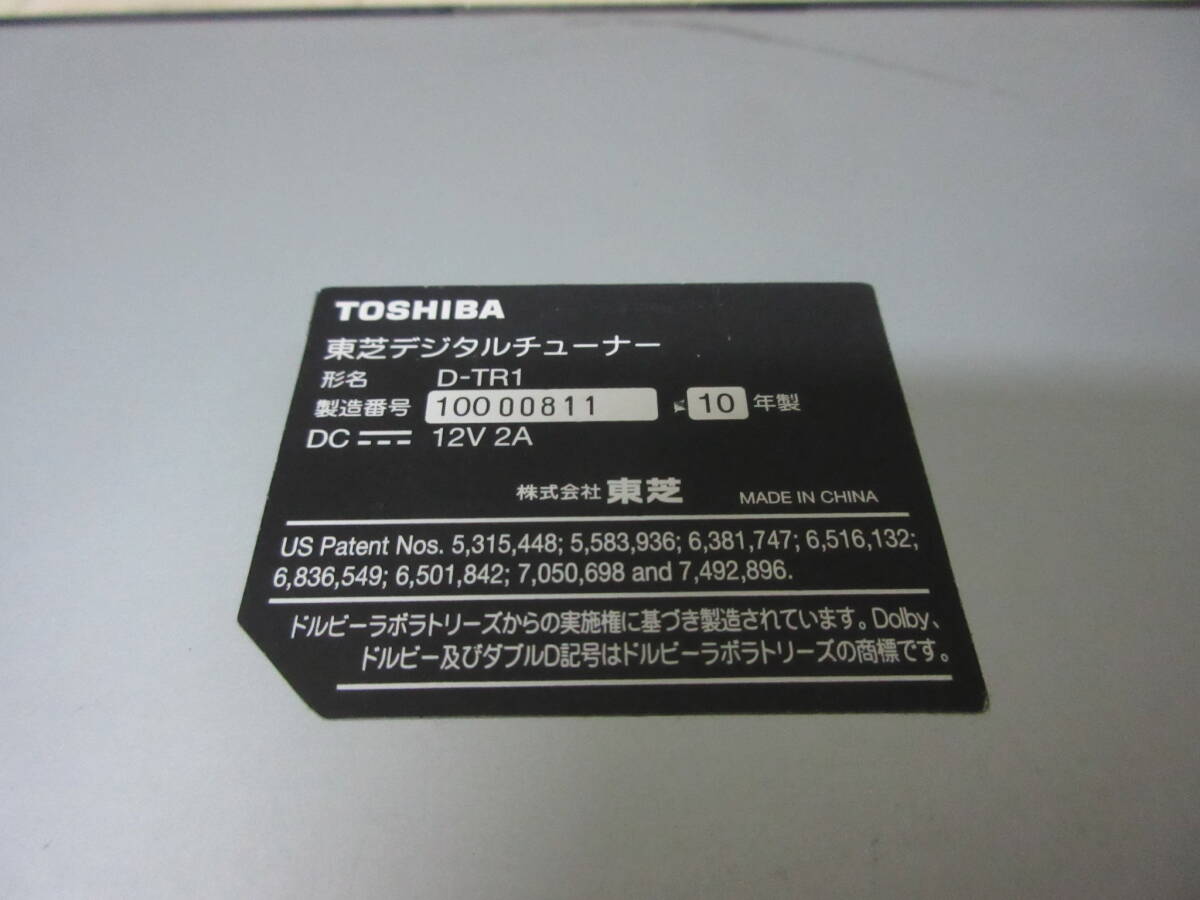 TOSHIBA
東芝デジタルチューナー
形名 D-TR1
製造番号 10000811 10 年製
DC 12V 2A
株式会社 東芝 MADE IN CHINA
US Patent Nos. 5,315,448; 5,583,936; 6,381,747; 6,516,132;
6,836,549; 6,501,842; 7,050,698 and 7,492,896.
ドルビーラボラトリーズからの実施権に基づき製造されています。Dolby、
ドルビー及びダブルD記号はドルビーラボラトリーズの商標です。